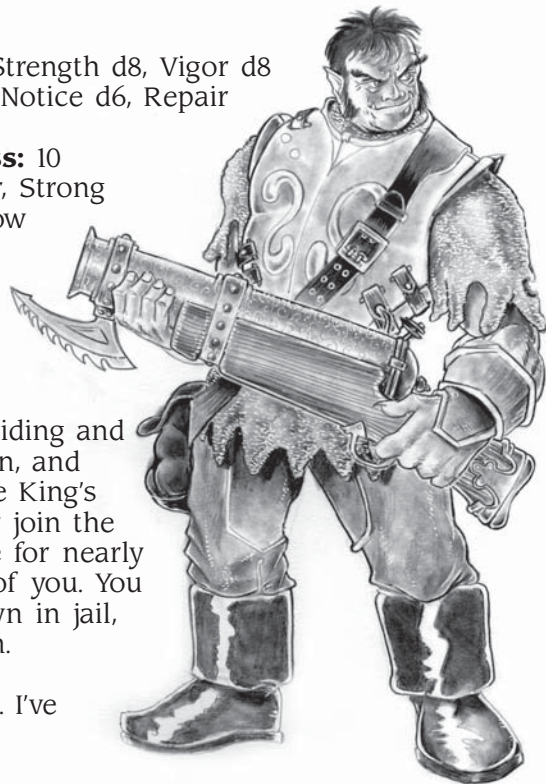 Strength d8, Vigor d8
Notice d6, Repair
ss: 10
r, Strong
ow
iding and
n, and
e King's
join the
e for nearly
of you. You
wn in jail,
n.
. I've